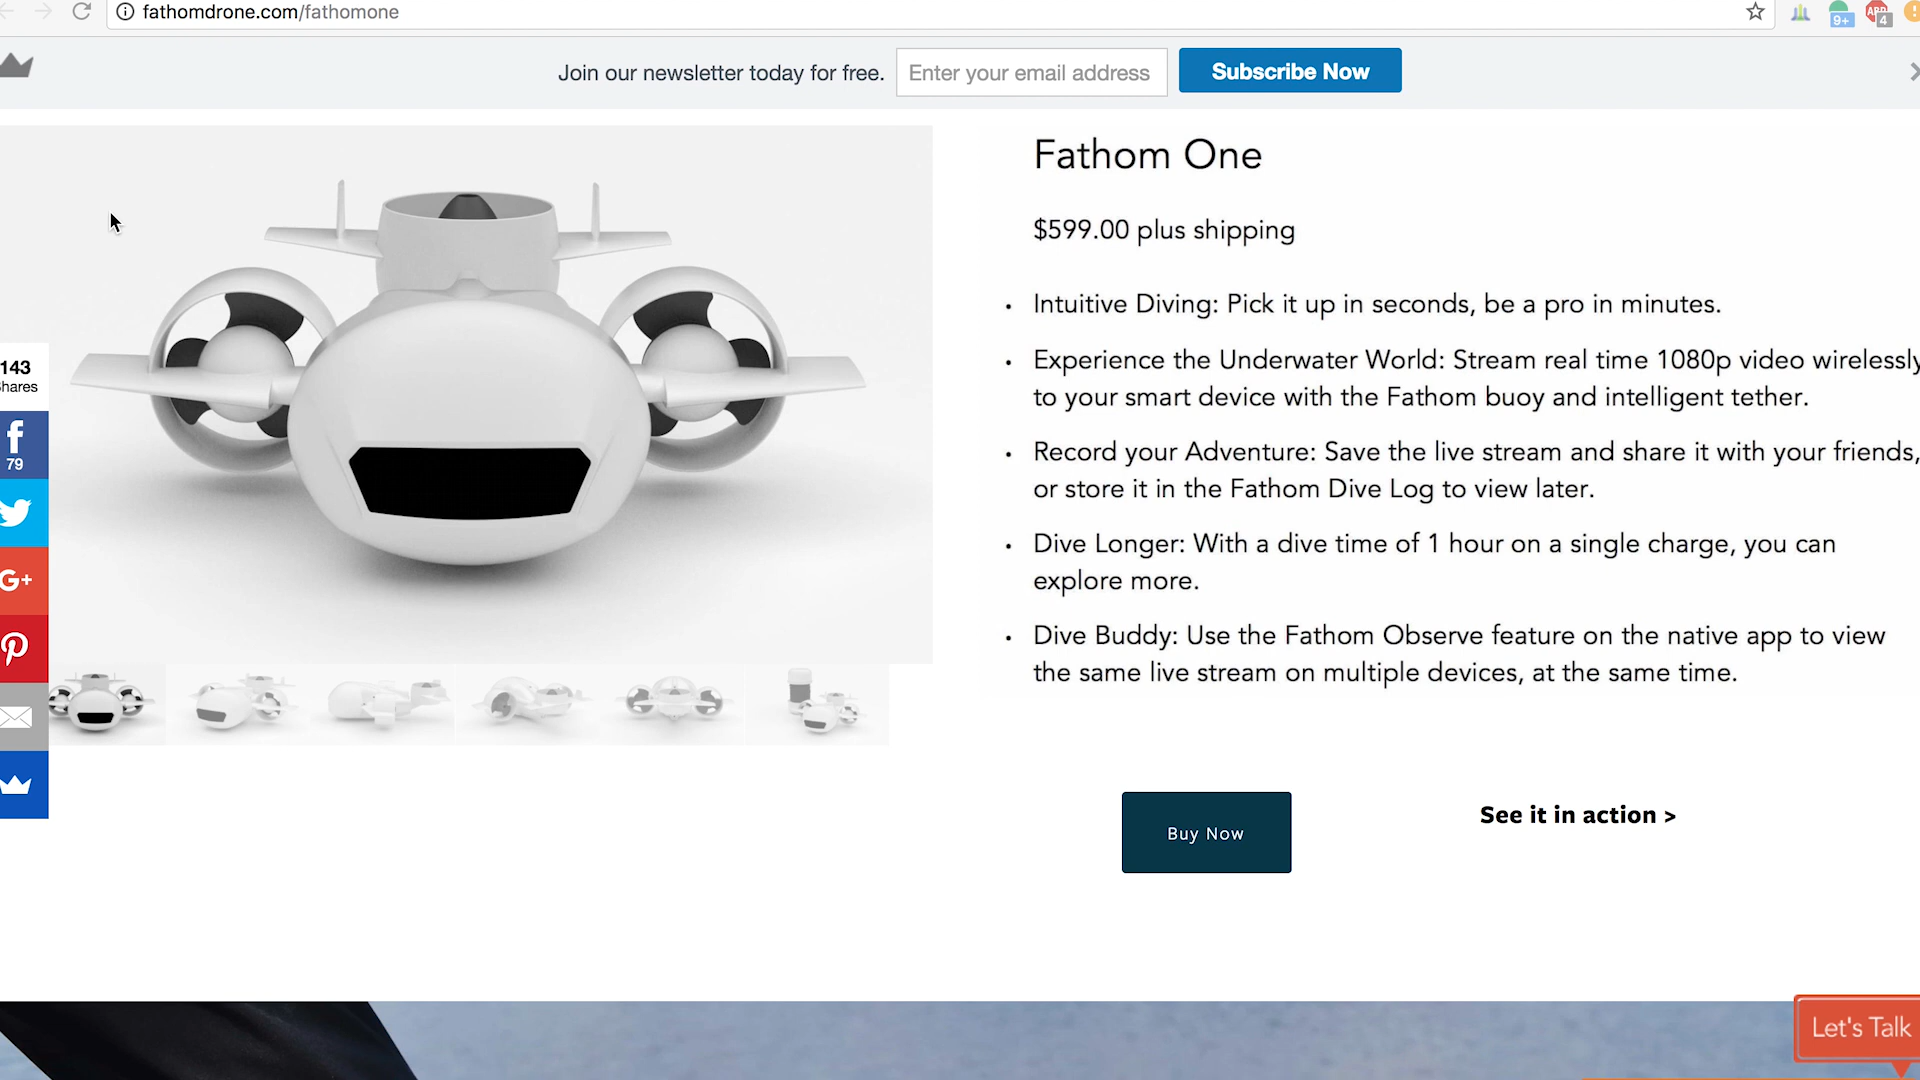 fathomdrone.com/fathomone
9+
ABP
4
Join our newsletter today for free.
Enter your email address
Subscribe Now
Fathom One
$599.00 plus shipping
• Intuitive Diving: Pick it up in seconds, be a pro in minutes.
• Experience the Underwater World: Stream real time 1080p video wirelessly
to your smart device with the Fathom buoy and intelligent tether.
• Record your Adventure: Save the live stream and share it with your friends,
or store it in the Fathom Dive Log to view later.
• Dive Longer: With a dive time of 1 hour on a single charge, you can
explore more.
• Dive Buddy: Use the Fathom Observe feature on the native app to view
the same live stream on multiple devices, at the same time.
143
hares
f
79
G+
Buy Now
See it in action >
Let's Talk